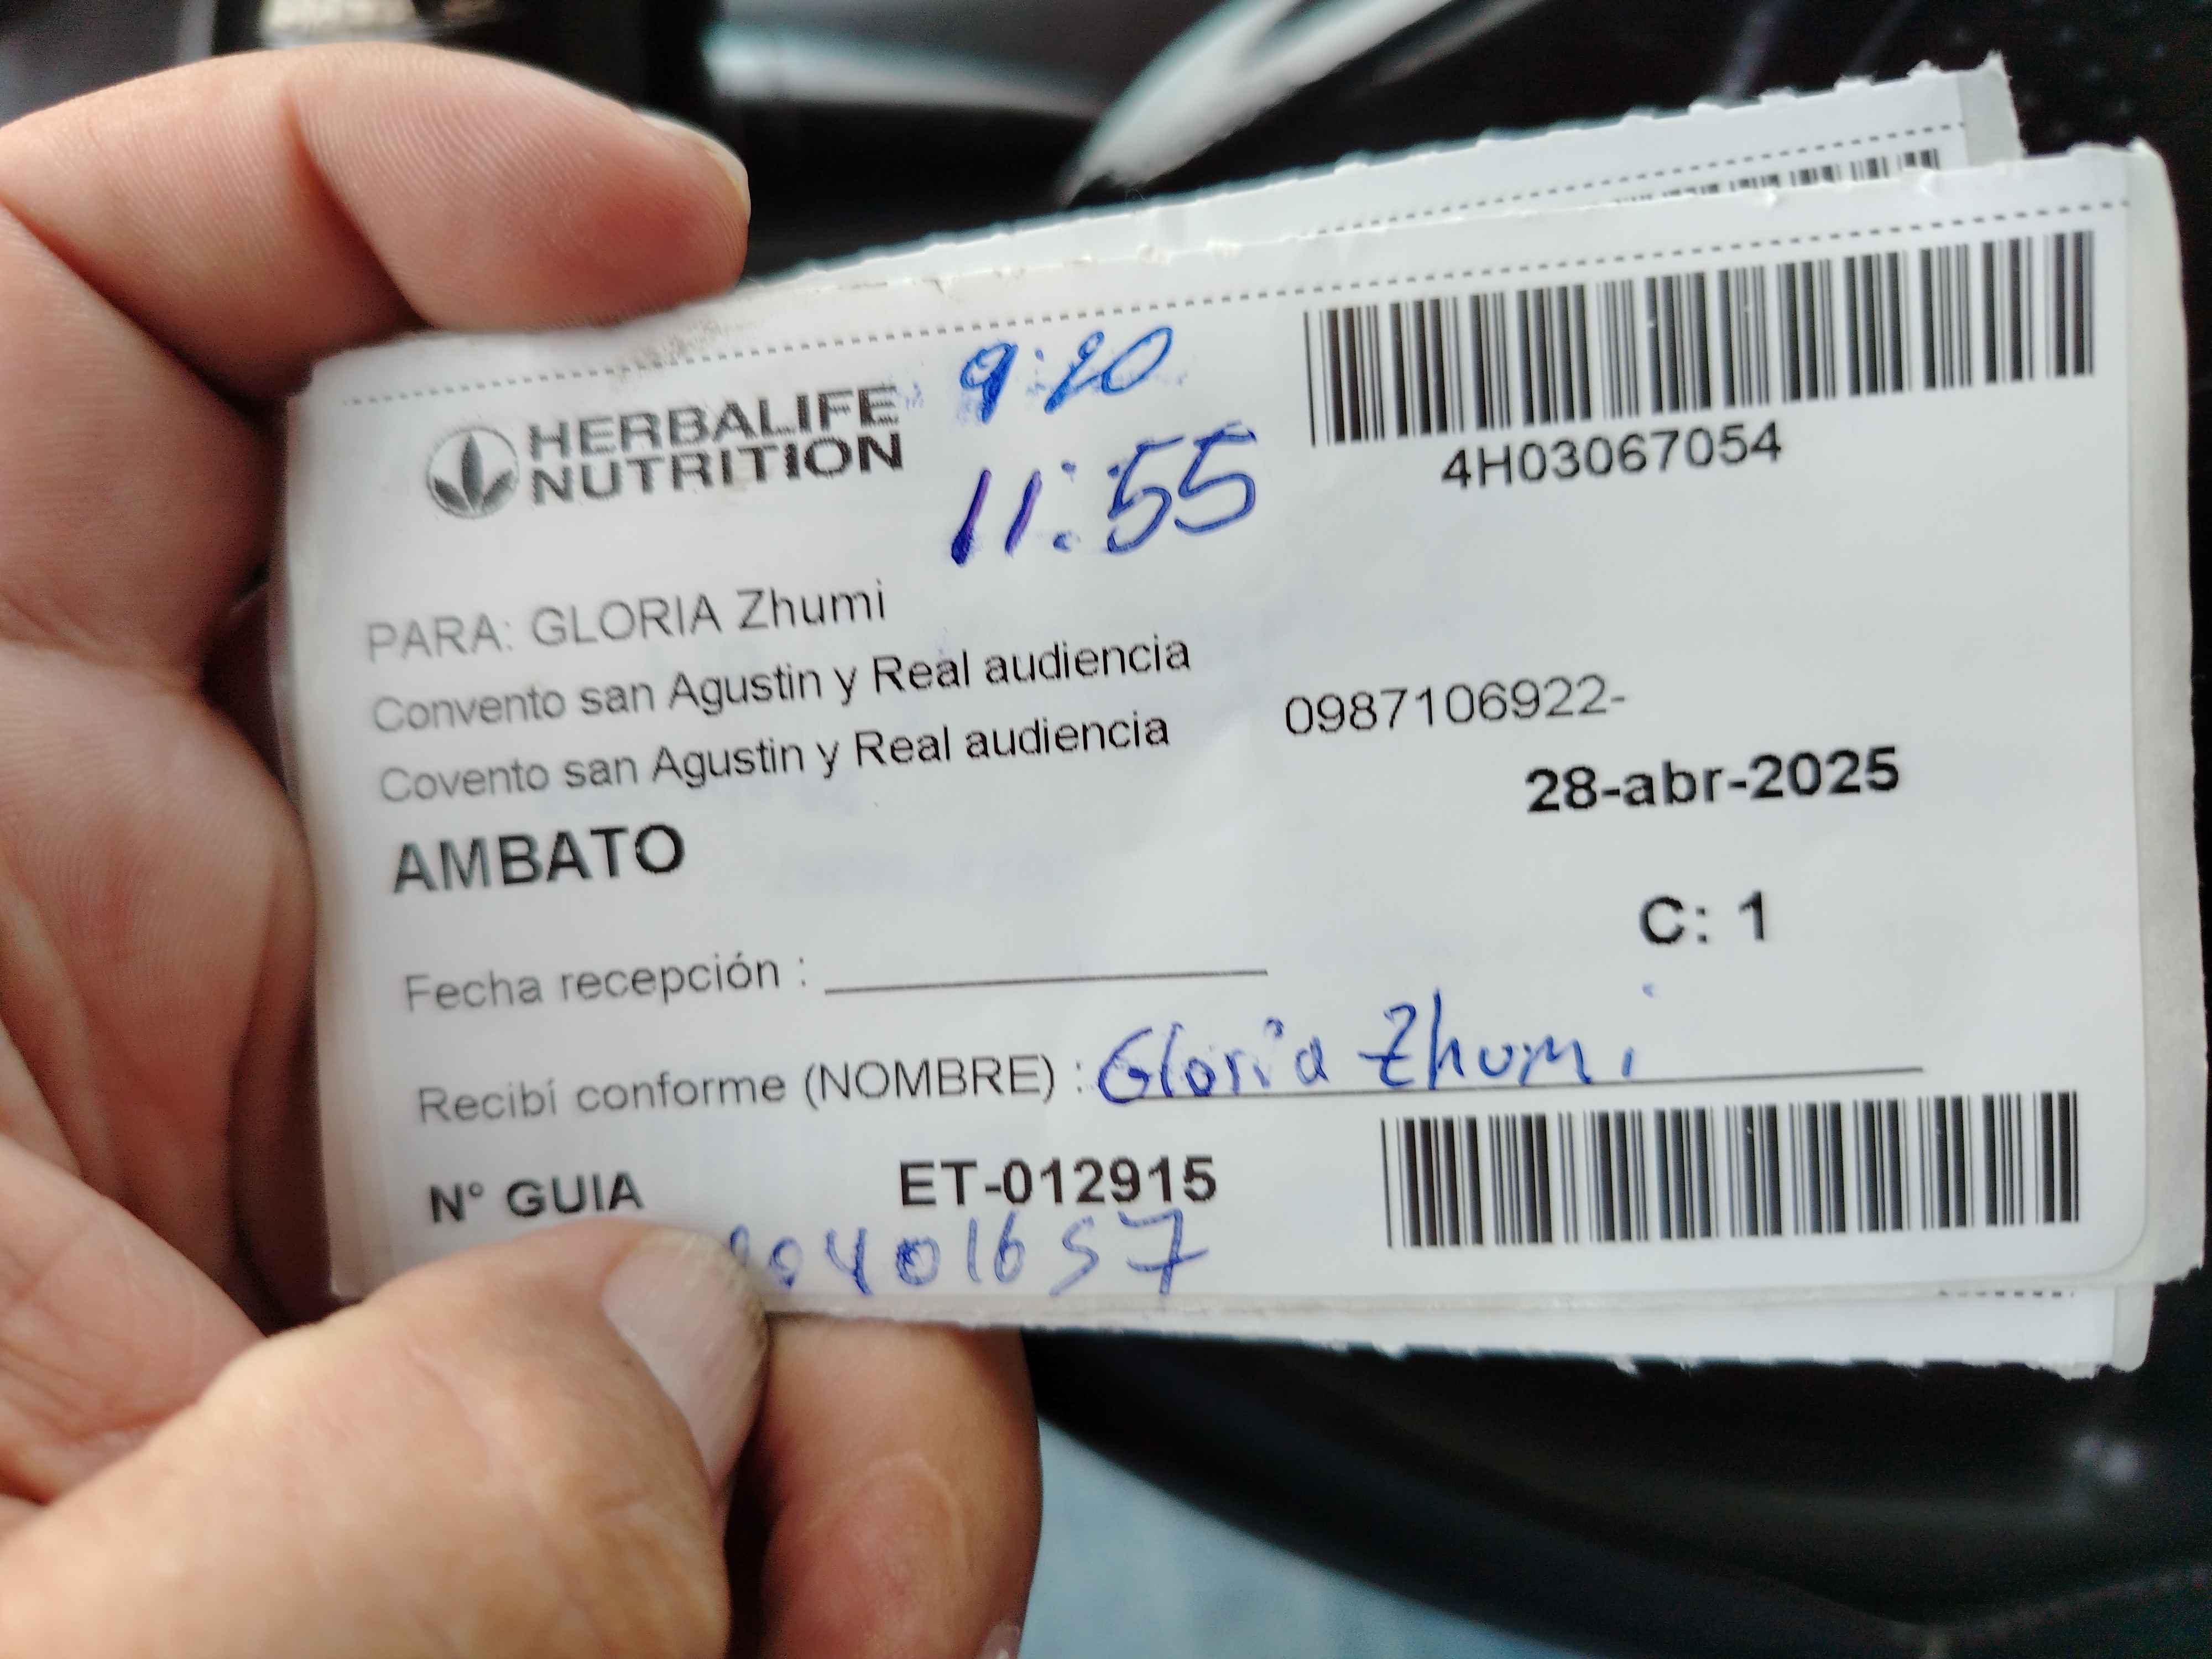 HERBALIFE
NUTRITION
9:20
11:55
4H03067054
PARA: GLORIA Zhumi
Convento san Agustin y Real audiencia
Covento san Agustin y Real audiencia
0987106922-
28-abr-2025
AMBATO
C: 1
Fecha recepción :
Recibí conforme (NOMBRE) : Gloria Zhumi
N° GUIA ET-012915